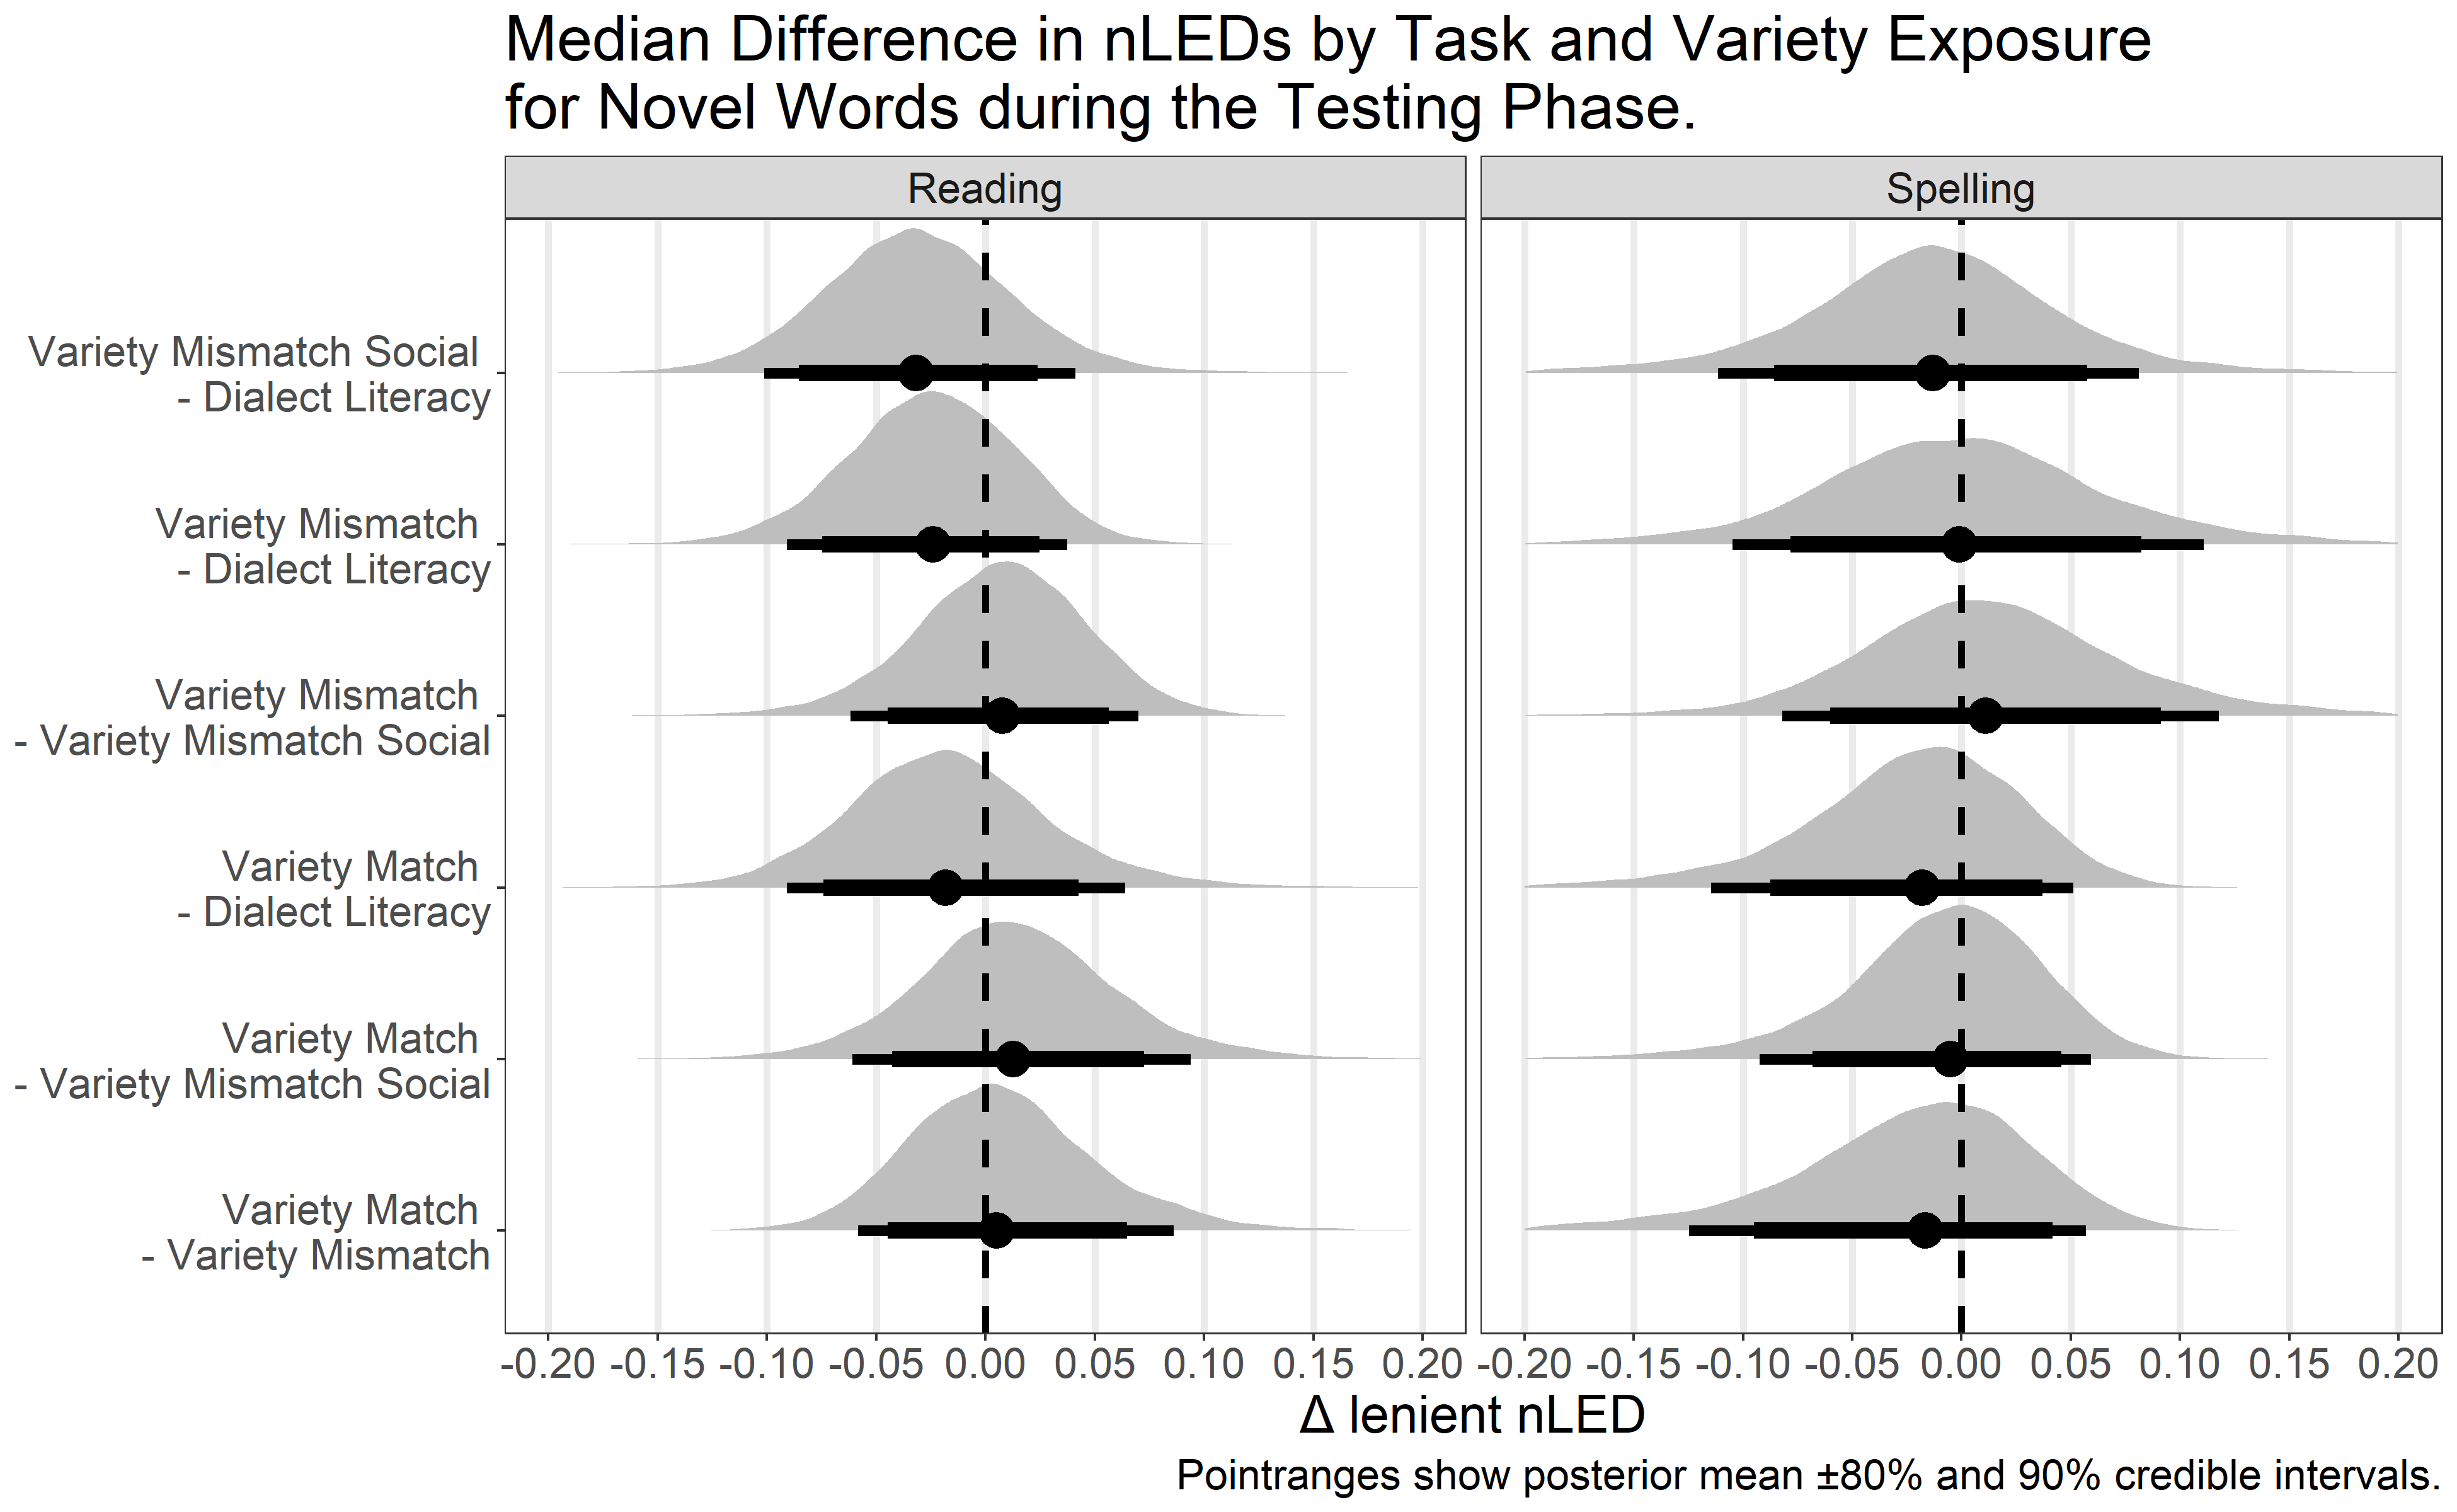 Median Difference in nLEDs by Task and Variety Exposure
for Novel Words during the Testing Phase.
Reading
Spelling
Variety Mismatch Social
- Dialect Literacy
Variety Mismatch
- Dialect Literacy
Variety Mismatch
- Variety Mismatch Social
Variety Match
- Dialect Literacy
Variety Match
- Variety Mismatch Social
Variety Match
- Variety Mismatch
-0.20 -0.15 -0.10 -0.05 0.00 0.05 0.10 0.15 0.20
-0.20 -0.15 -0.10 -0.05 0.00 0.05 0.10 0.15 0.20
Δ lenient nLED
Pointranges show posterior mean ±80% and 90% credible intervals.